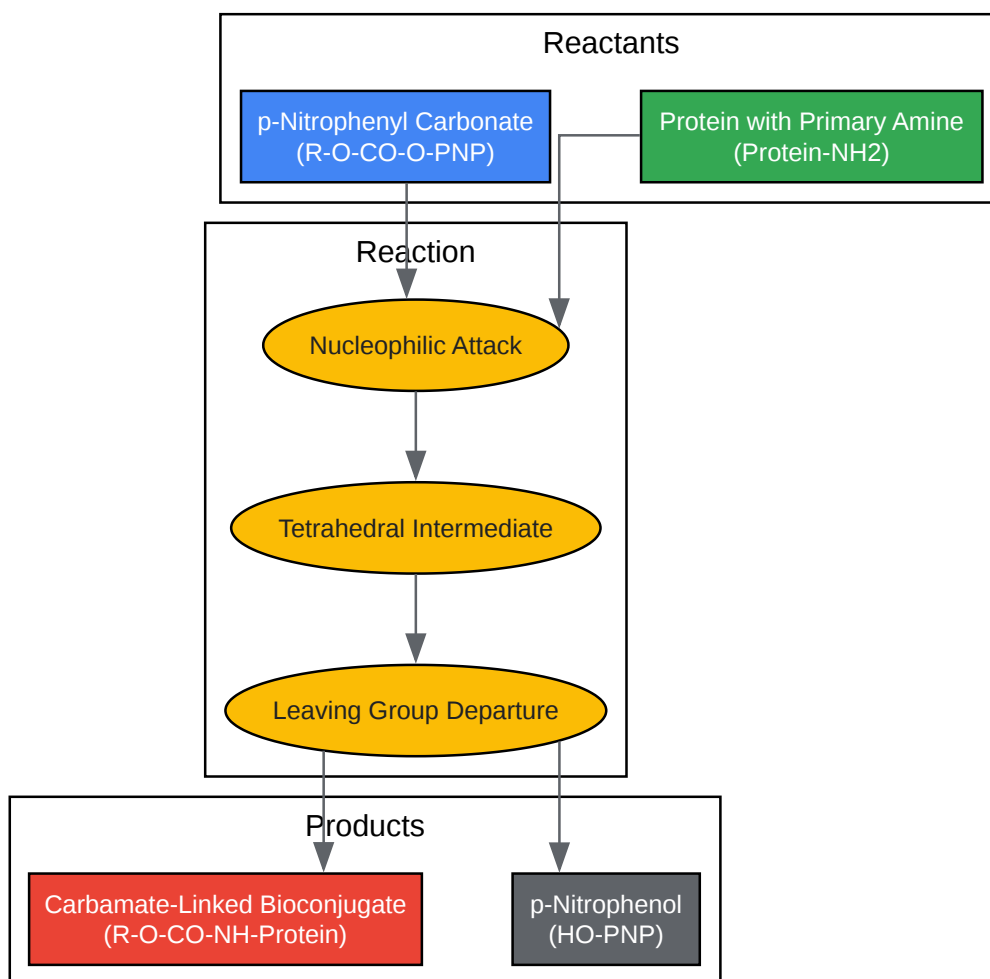 Reactants
p-Nitrophenyl Carbonate
(R-O-CO-O-PNP)
Protein with Primary Amine
(Protein-NH2)
Reaction
Nucleophilic Attack
Tetrahedral Intermediate
Leaving Group Departure
Products
Carbamate-Linked Bioconjugate
(R-O-CO-NH-Protein)
p-Nitrophenol
(HO-PNP)